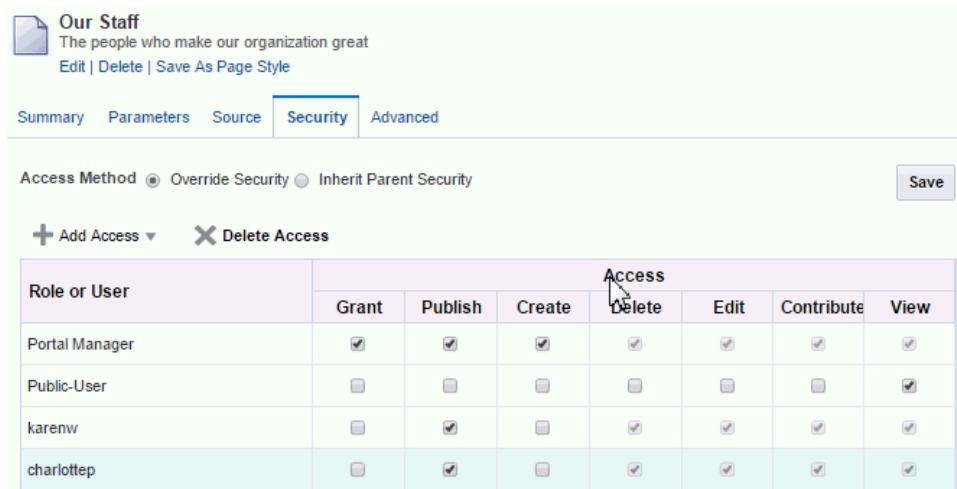 Our Staff
The people who make our organization great
Edit | Delete | Save As Page Style
Summary Parameters Source Security Advanced
Access Method Override Security Inherit Parent Security Save
Add Access Delete Access
Role or User Access
Grant Publish Create Delete Edit Contribute View
Portal Manager
Public-User
karenw
charlottep